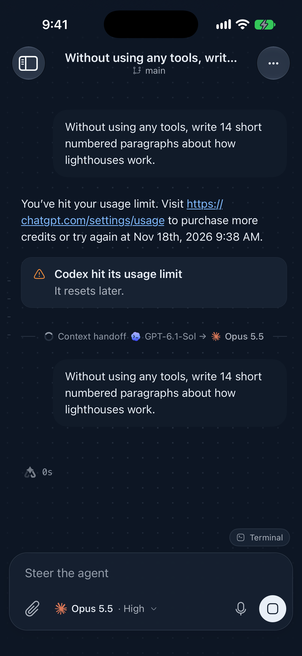 9:41
Without using any tools, writ...
main
Without using any tools, write 14 short
numbered paragraphs about how
lighthouses work.
You've hit your usage limit. Visit https://
chatgpt.com/settings/usage to purchase more
credits or try again at Nov 18th, 2026 9:38 AM.
Codex hit its usage limit
It resets later.
Context handoff GPT-6.1-Sol → Opus 5.5
Without using any tools, write 14 short
numbered paragraphs about how
lighthouses work.
0s
Terminal
Steer the agent
Opus 5.5 · High